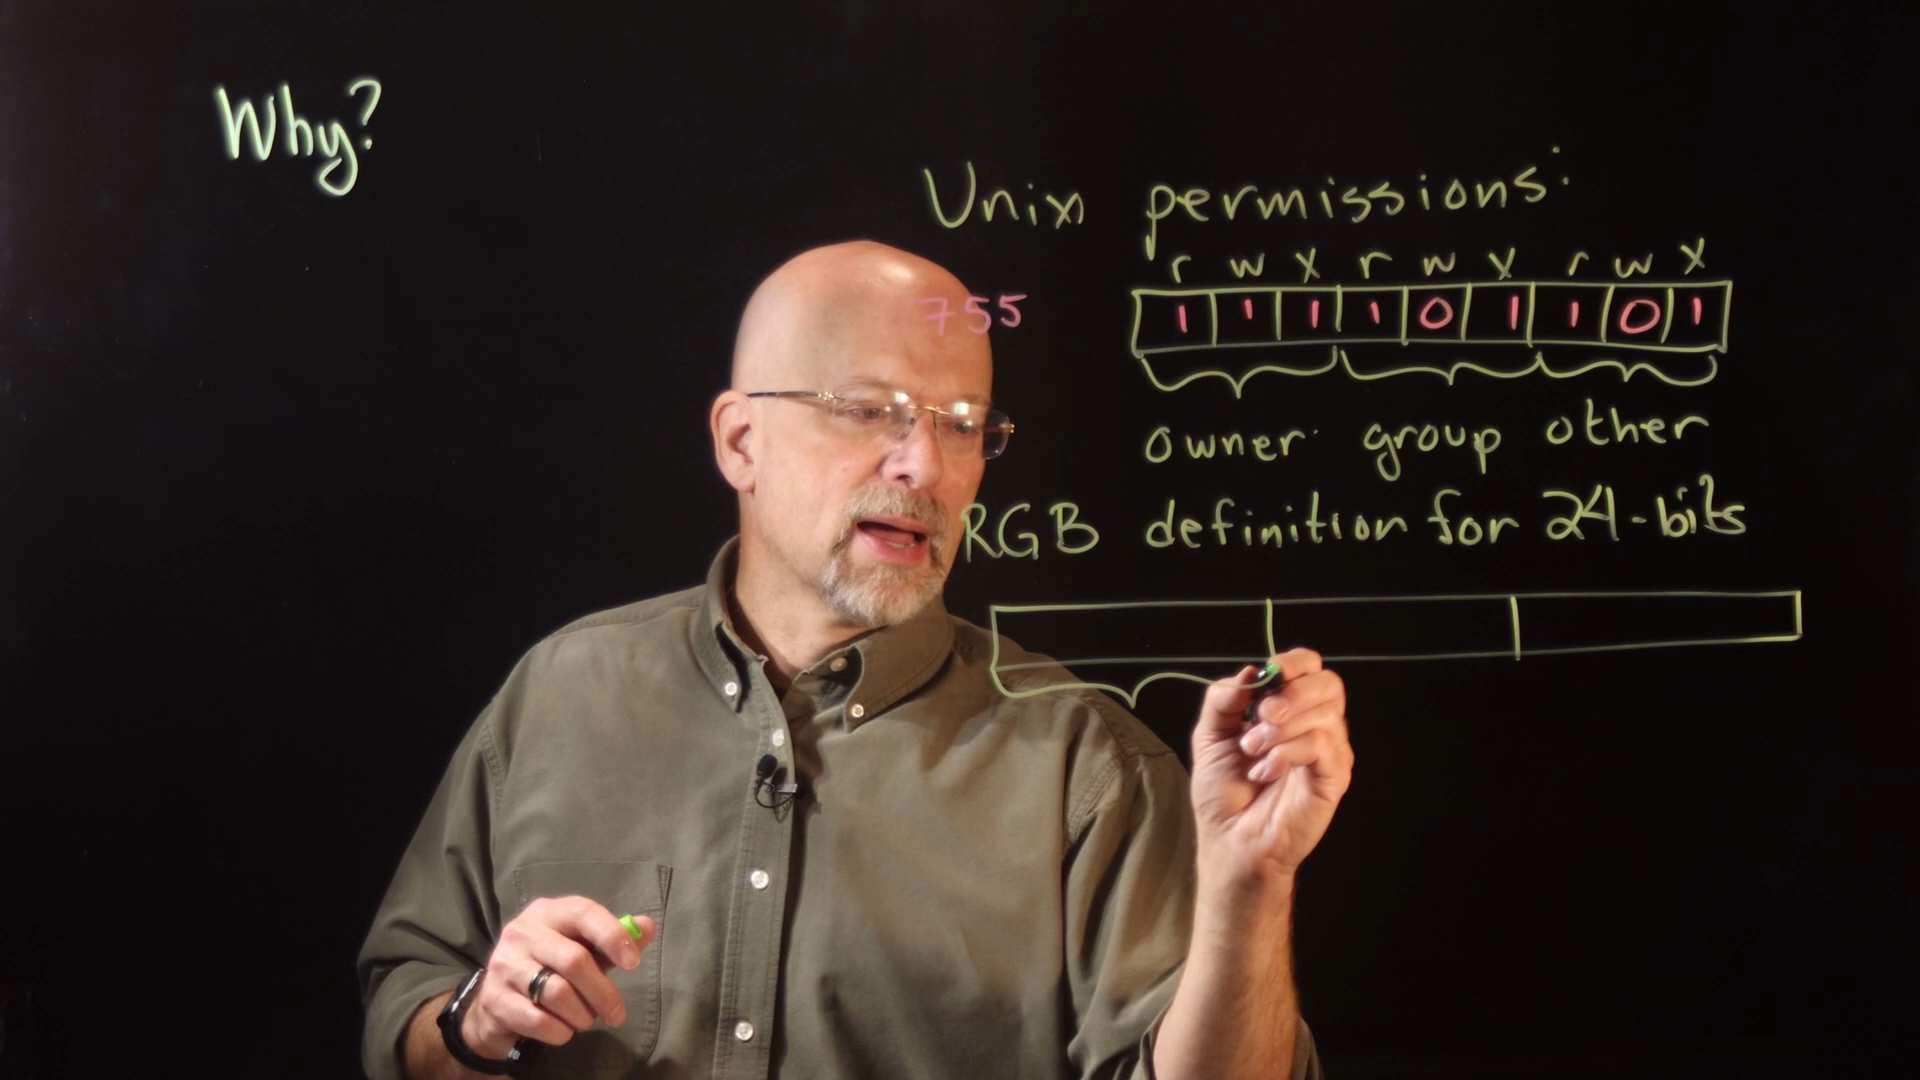 Why?
Unix permissions:
r w x r w x r w x
755
1 1 1 1 0 1 1 0 1
owner group other
RGB definition for 24-bits